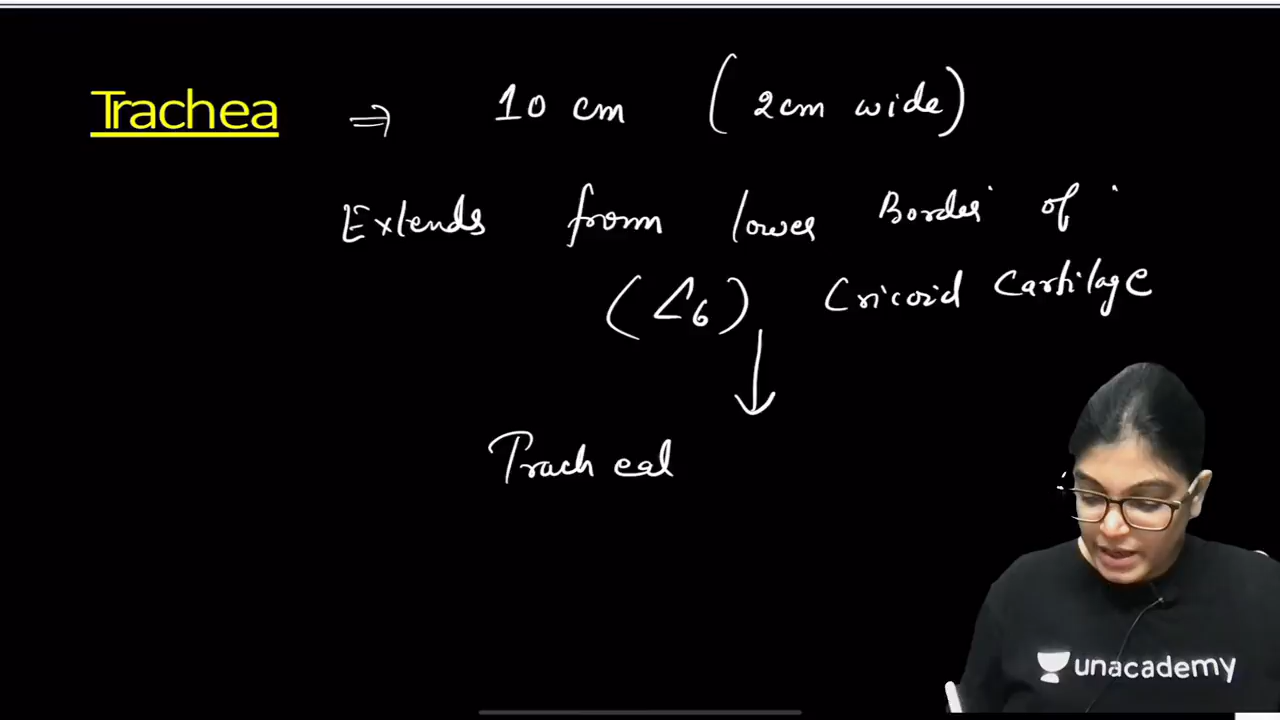 Trachea ⇒ 10 cm (2cm wide)
Extends from lower Border of
(C6) Cricoid Cartilage
↓
Tracheal
unacademy